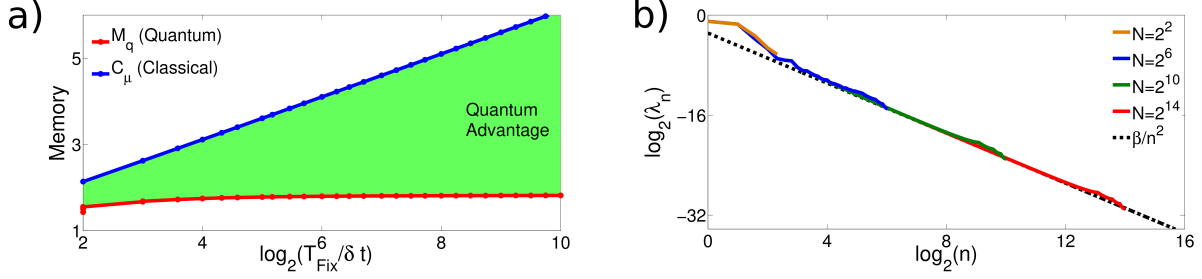 a)
M_q (Quantum)
C_μ (Classical)
Quantum
Advantage
Memory
5
3
1
2
4
6
8
10
log_2(T_Fix/δ t)
b)
N=2^2
N=2^6
N=2^10
N=2^14
β/n^2
log_2(λ_n)
0
−16
−32
0
4
8
12
16
log_2(n)